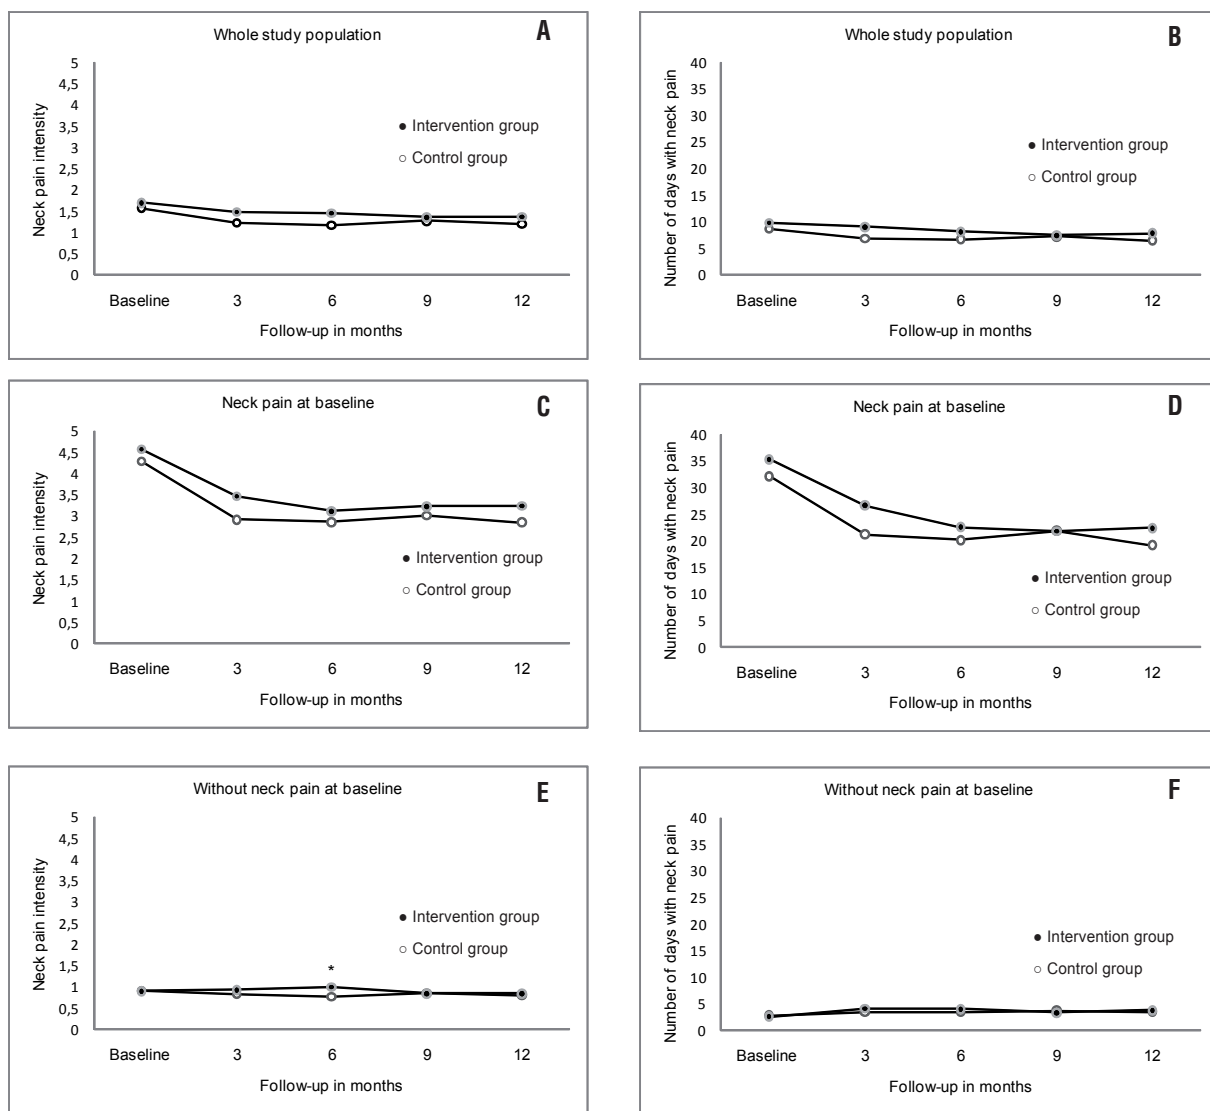 Whole study population
A
Neck pain intensity
5
4,5
4
3,5
3
2,5
2
1,5
1
0,5
0
Intervention group
Control group
Baseline 3 6 9 12
Follow-up in months
Whole study population
B
Number of days with neck pain
40
35
30
25
20
15
10
5
0
Intervention group
Control group
Baseline 3 6 9 12
Follow-up in months
Neck pain at baseline
C
Neck pain intensity
5
4,5
4
3,5
3
2,5
2
1,5
1
0,5
0
Intervention group
Control group
Baseline 3 6 9 12
Follow-up in months
Neck pain at baseline
D
Number of days with neck pain
40
35
30
25
20
15
10
5
0
Intervention group
Control group
Baseline 3 6 9 12
Follow-up in months
Without neck pain at baseline
E
Neck pain intensity
5
4,5
4
3,5
3
2,5
2
1,5
1
0,5
0
Intervention group
Control group
*
Baseline 3 6 9 12
Follow-up in months
Without neck pain at baseline
F
Number of days with neck pain
40
35
30
25
20
15
10
5
0
Intervention group
Control group
Baseline 3 6 9 12
Follow-up in months